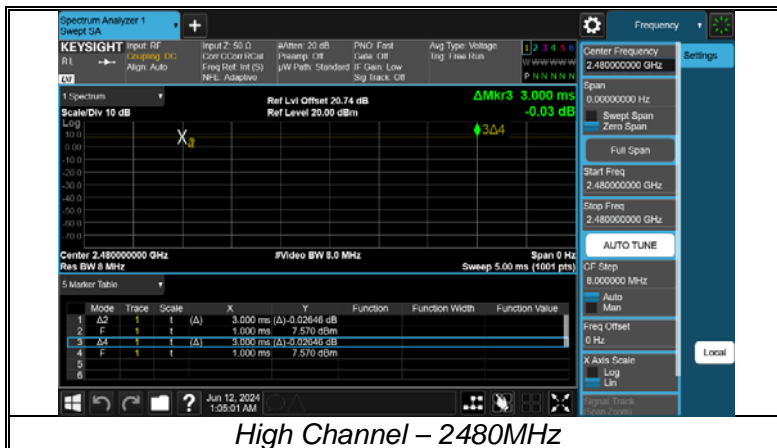 Spectrum Analyzer 1
Swept SA
Frequency
KEYSIGHT
RL
Input: RF
Coupling: DC
Align: Auto
Input Z: 50 Ω
Corr CCorr RCal
Freq Ref: Int (S)
NFE: Adaptive
#Atten: 20 dB
Preamp: Off
µW Path: Standard
PNO: Fast
Gate: Off
IF Gain: Low
Sig Track: Off
Avg Type: Voltage
Trig: Free Run
1 2 3 4 5 6
W W W W W W
P N N N N N
LXI
1 Spectrum
Scale/Div 10 dB
Ref Lvl Offset 20.74 dB
Ref Level 20.00 dBm
ΔMkr3 3.000 ms
-0.03 dB
Log
10.0
0.00
-10.0
-20.0
-30.0
-40.0
-50.0
-60.0
-70.0
3Δ4
Center 2.480000000 GHz
Res BW 8 MHz
#Video BW 8.0 MHz
Span 0 Hz
Sweep 5.00 ms (1001 pts)
5 Marker Table
Mode Trace Scale X Y Function Function Width Function Value
1 Δ2 1 t (Δ) 3.000 ms (Δ)-0.02646 dB
2 F 1 t 1.000 ms 7.570 dBm
3 Δ4 1 t (Δ) 3.000 ms (Δ)-0.02646 dB
4 F 1 t 1.000 ms 7.570 dBm
5
6
Jun 12, 2024
1:05:01 AM
Center Frequency
2.480000000 GHz
Settings
Span
0.00000000 Hz
Swept Span
Zero Span
Full Span
Start Freq
2.480000000 GHz
Stop Freq
2.480000000 GHz
AUTO TUNE
CF Step
8.000000 MHz
Auto
Man
Freq Offset
0 Hz
X Axis Scale
Log
Lin
Local
Signal Track
(Span Zoom)
High Channel – 2480MHz